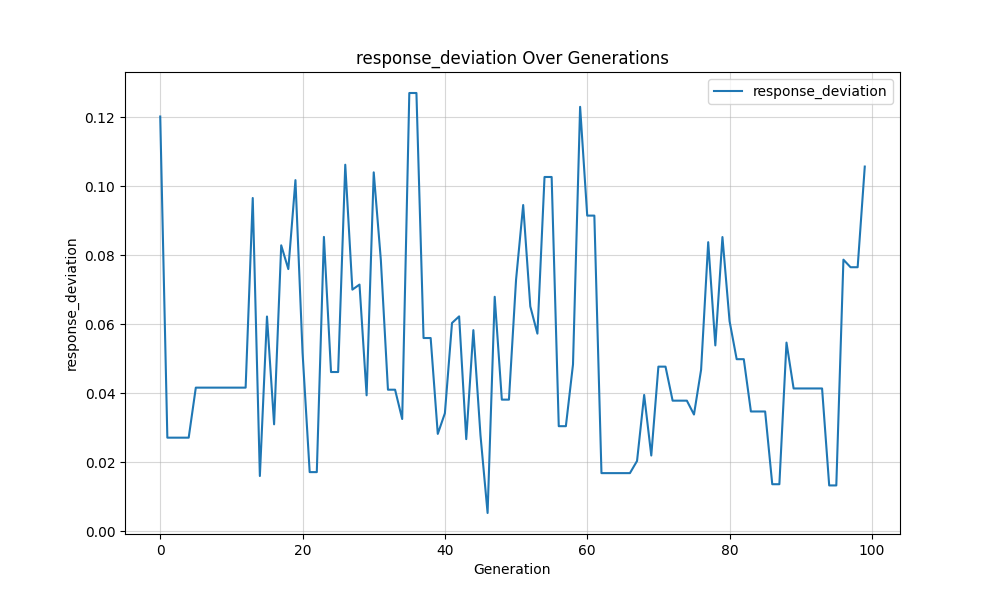 response_deviation Over Generations
response_deviation
0.12
0.10
0.08
0.06
0.04
0.02
0.00
response_deviation
0 20 40 60 80 100
Generation